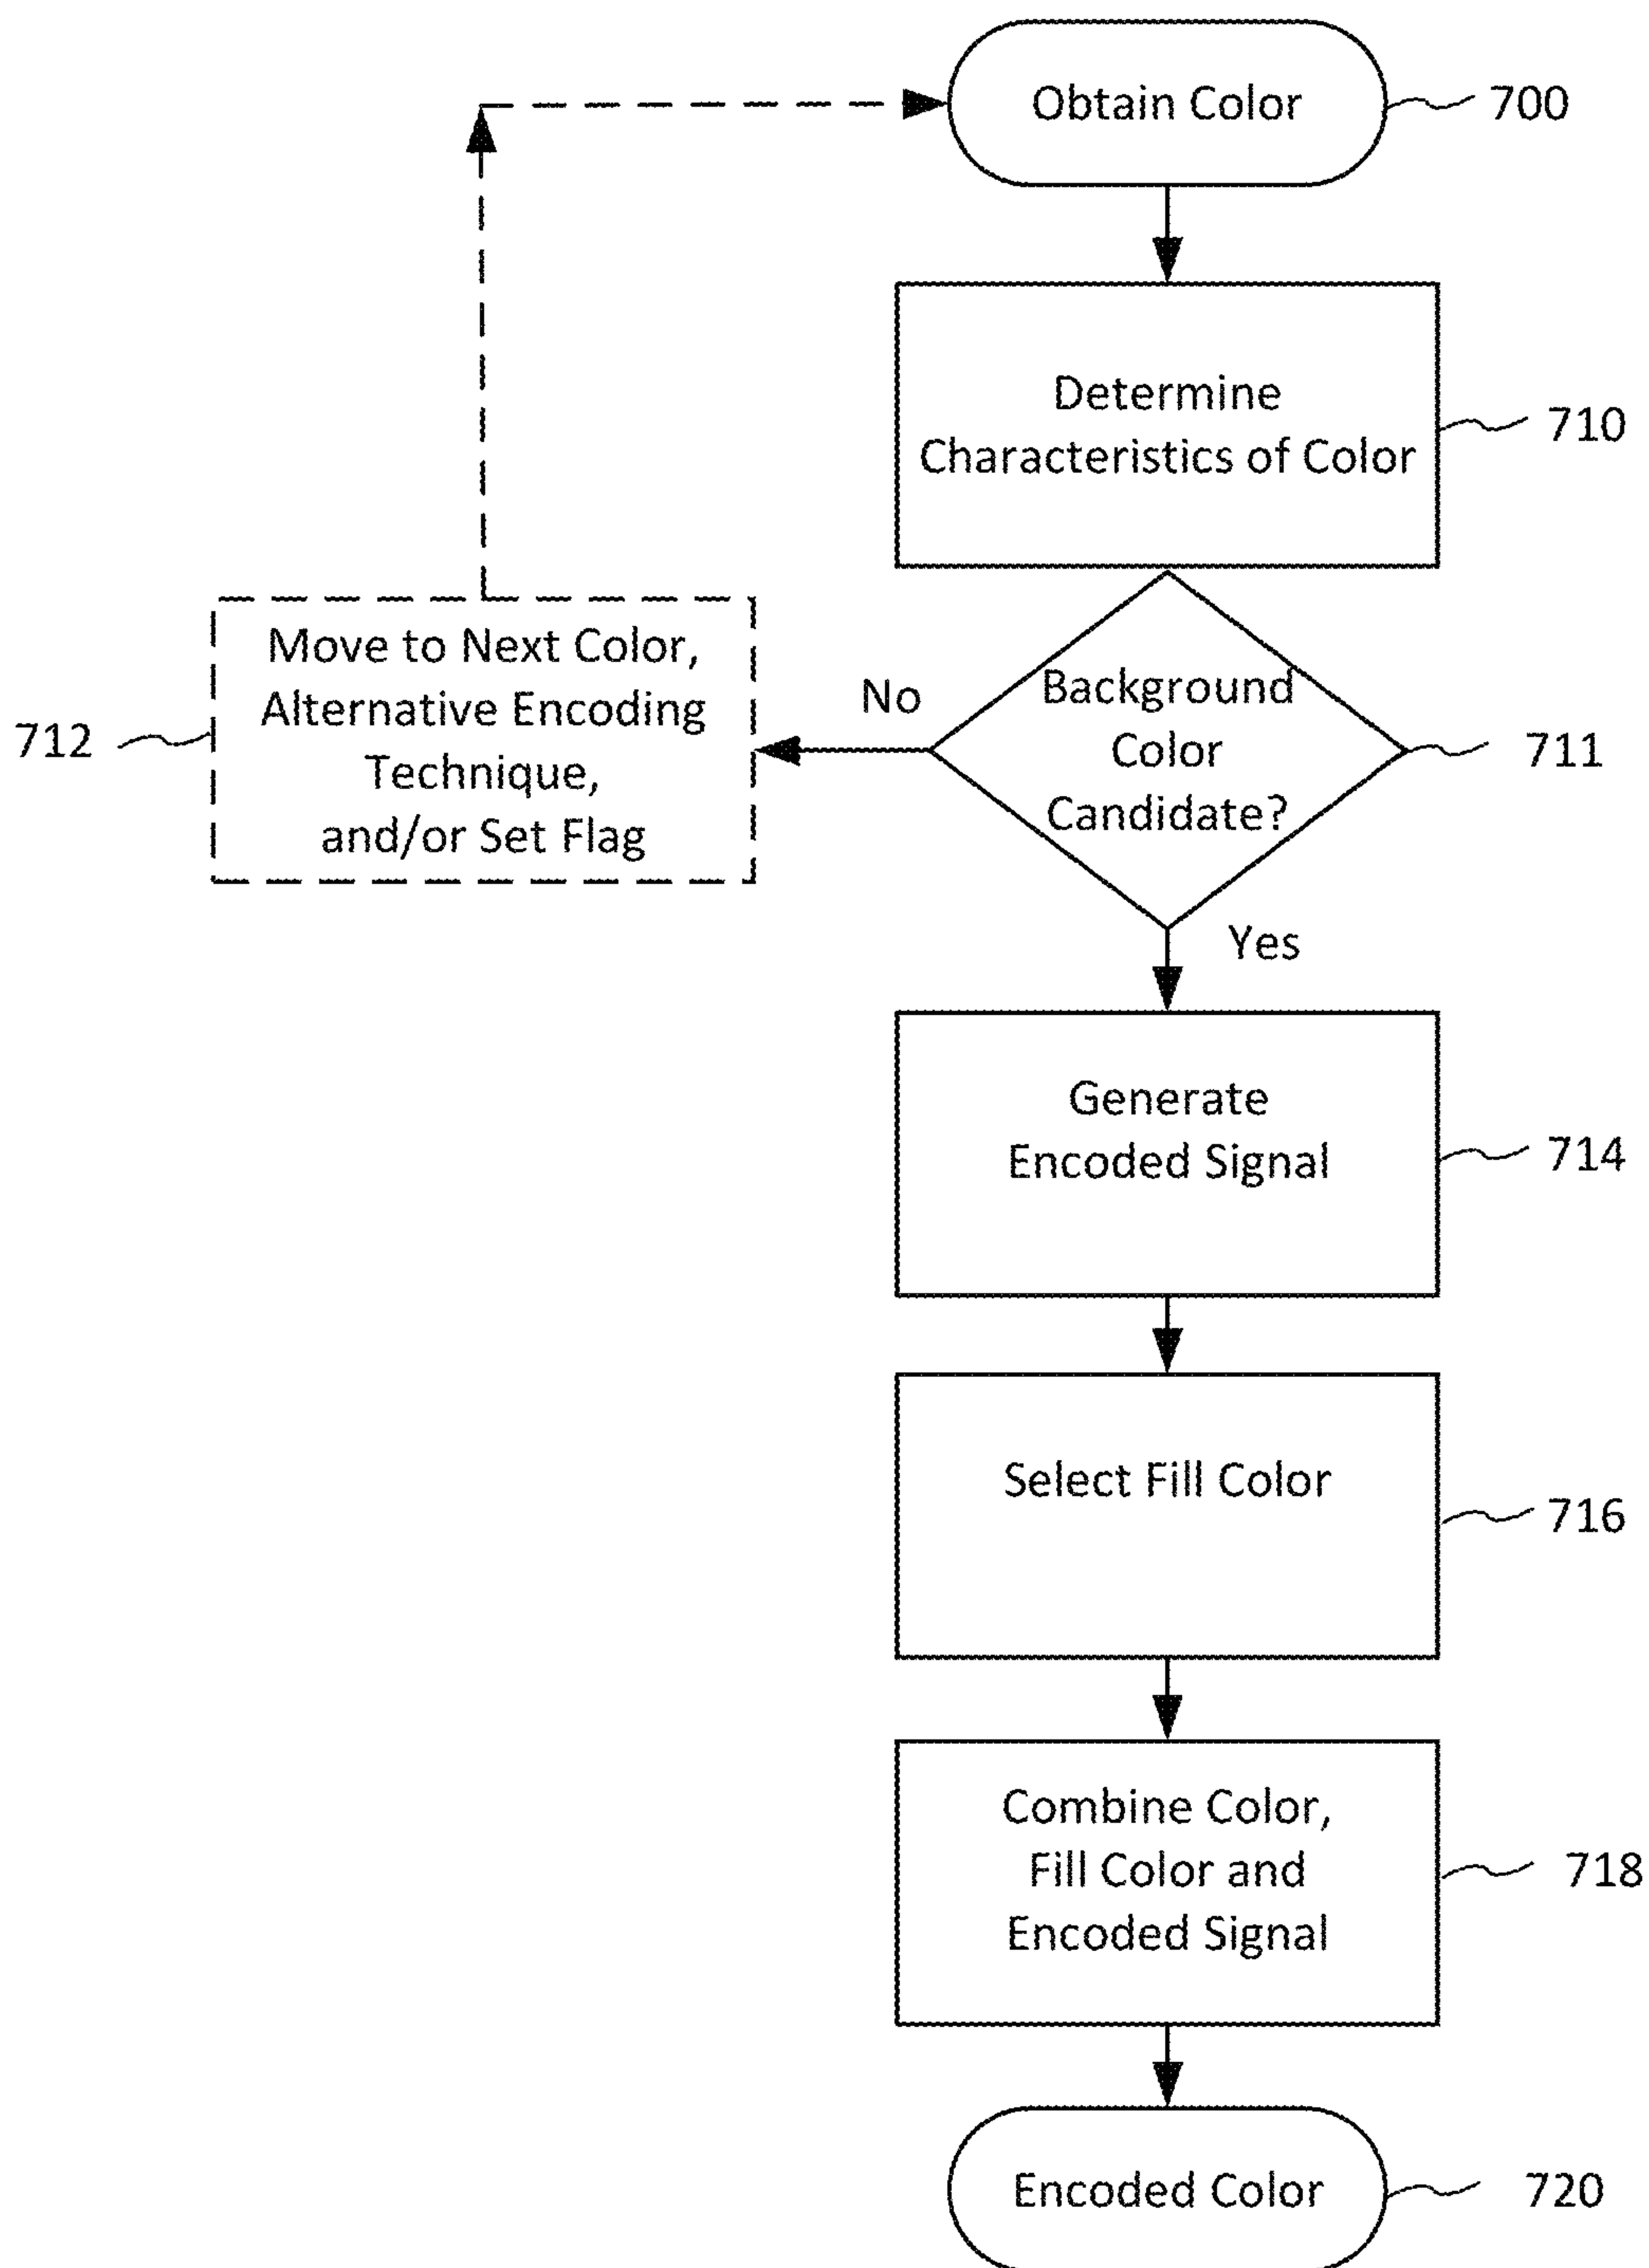 Obtain Color
700
Determine
Characteristics of Color
710
Background
Color
Candidate?
711
No
Move to Next Color,
Alternative Encoding
Technique,
and/or Set Flag
712
Yes
Generate
Encoded Signal
714
Select Fill Color
716
Combine Color,
Fill Color and
Encoded Signal
718
Encoded Color
720